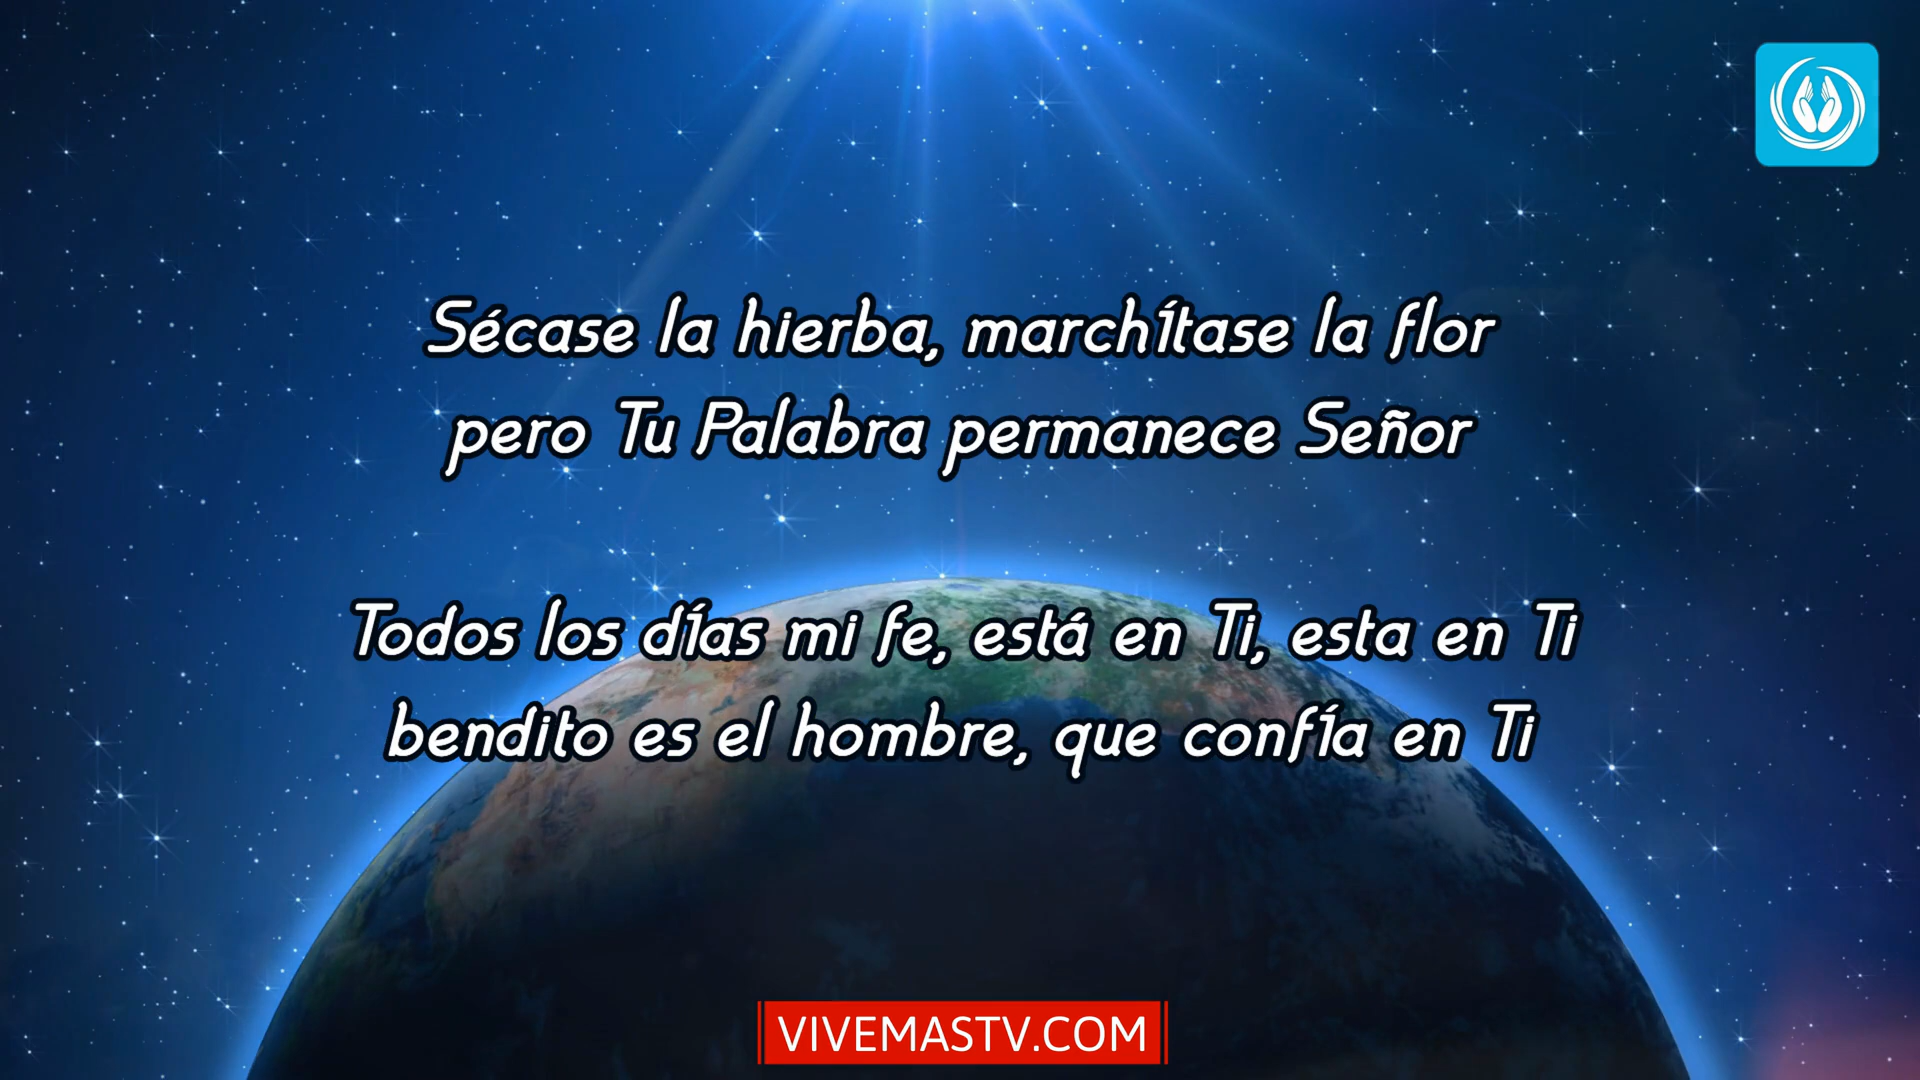 Sécase la hierba, marchítase la flor
pero Tu Palabra permanece Señor
Todos los días mi fe, está en Ti, esta en Ti
bendito es el hombre, que confía en Ti
VIVEMASTV.COM